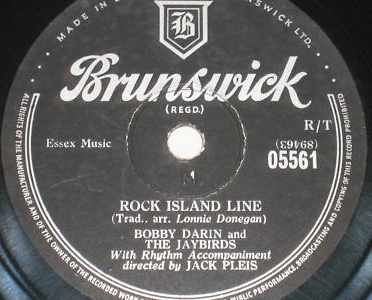 MADE IN
BRUNSWICK LTD.
B
Brunswick
(REGD.)
R/T
Essex Music
(89463)
05561
ROCK ISLAND LINE
(Trad.. arr. Lonnie Donegan)
BOBBY DARIN and
THE JAYBIRDS
With Rhythm Accompaniment
directed by JACK PLEIS
ALL RIGHTS OF THE MANUFACTURER AND OF THE OWNER OF THE RECORDED WORK
PUBLIC PERFORMANCE, BROADCASTING AND COPYING OF THIS RECORD PROHIBITED